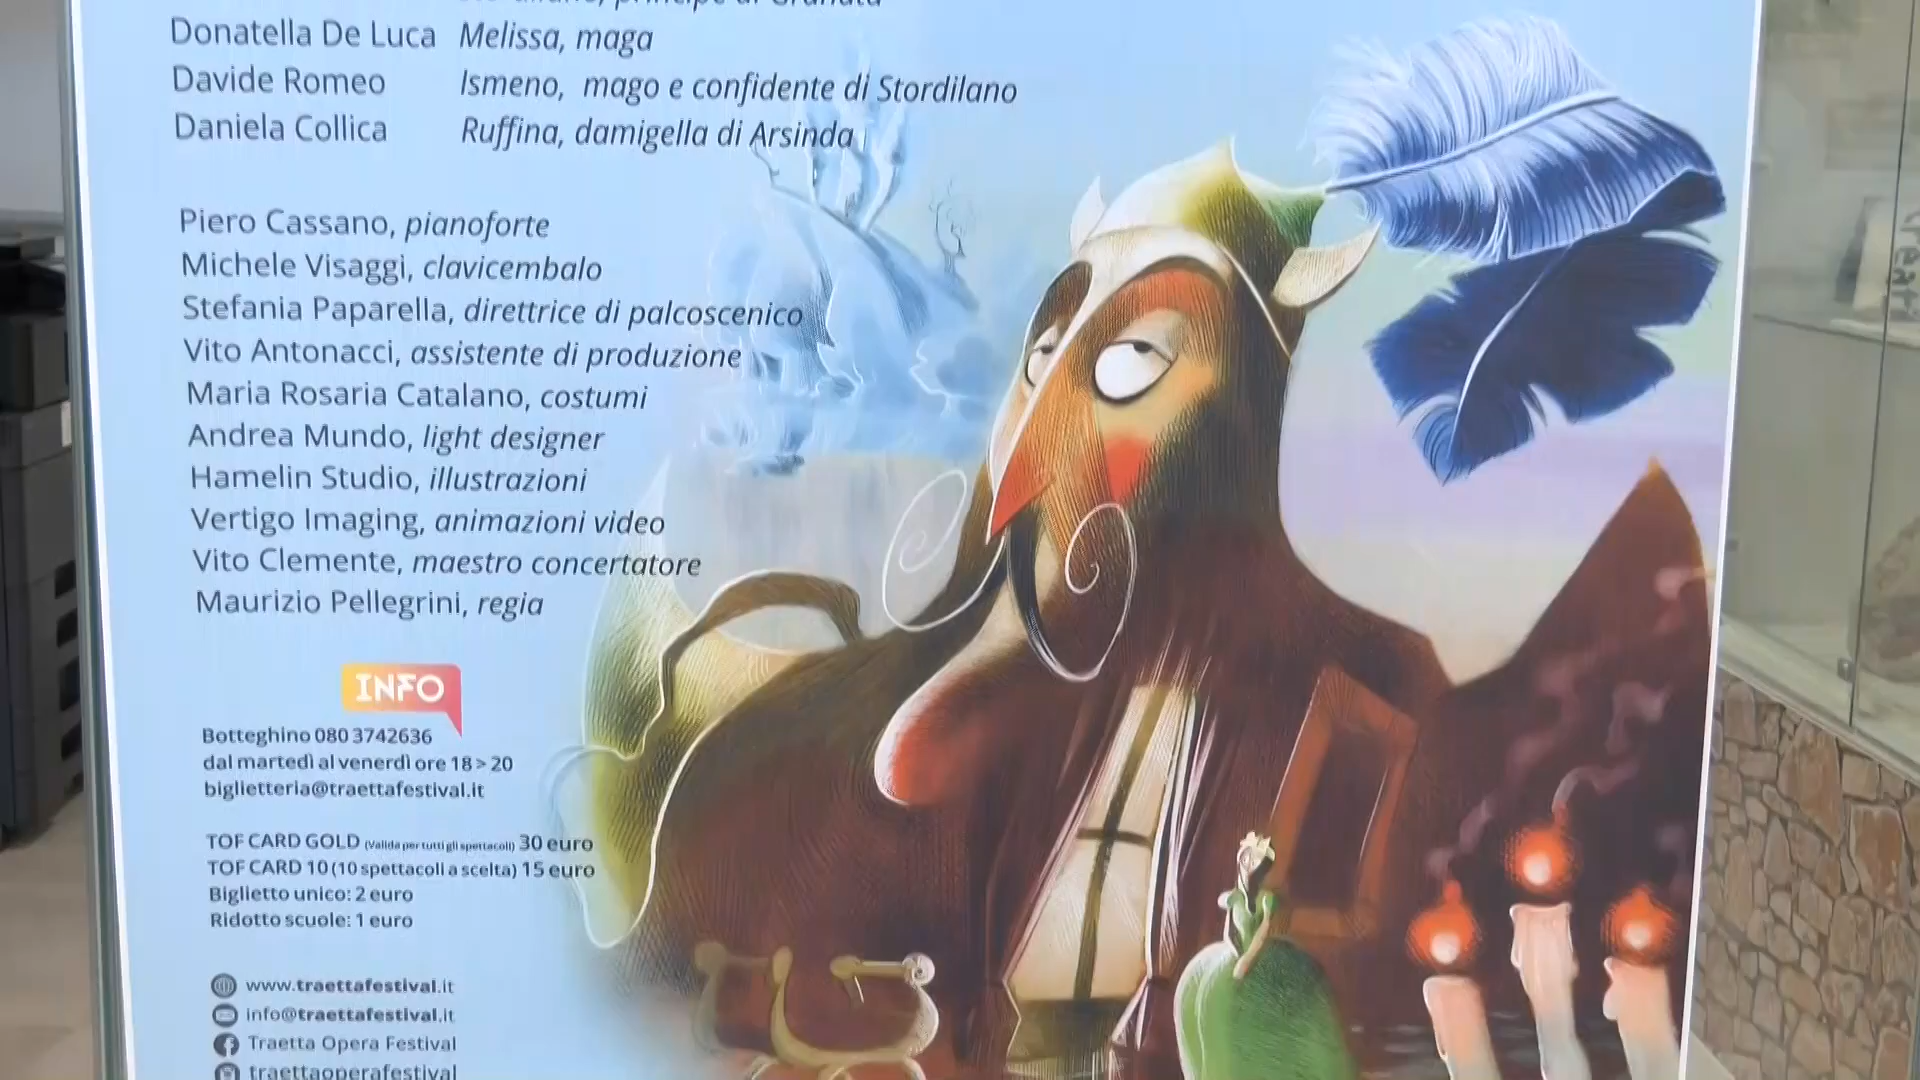 Donatella De Luca Melissa, maga
Davide Romeo Ismeno, mago e confidente di Stordilano
Daniela Collica Ruffina, damigella di Arsinda
Piero Cassano, pianoforte
Michele Visaggi, clavicembalo
Stefania Paparella, direttrice di palcoscenico
Vito Antonacci, assistente di produzione
Maria Rosaria Catalano, costumi
Andrea Mundo, light designer
Hamelin Studio, illustrazioni
Vertigo Imaging, animazioni video
Vito Clemente, maestro concertatore
Maurizio Pellegrini, regia
INFO
Botteghino 080 3742636
dal martedì al venerdì ore 18 > 20
biglietteria@traettafestival.it
TOF CARD GOLD (Valida per tutti gli spettacoli) 30 euro
TOF CARD 10 (10 spettacoli a scelta) 15 euro
Biglietto unico: 2 euro
Ridotto scuole: 1 euro
www.traettafestival.it
info@traettafestival.it
Traetta Opera Festival
traettaoperafestival